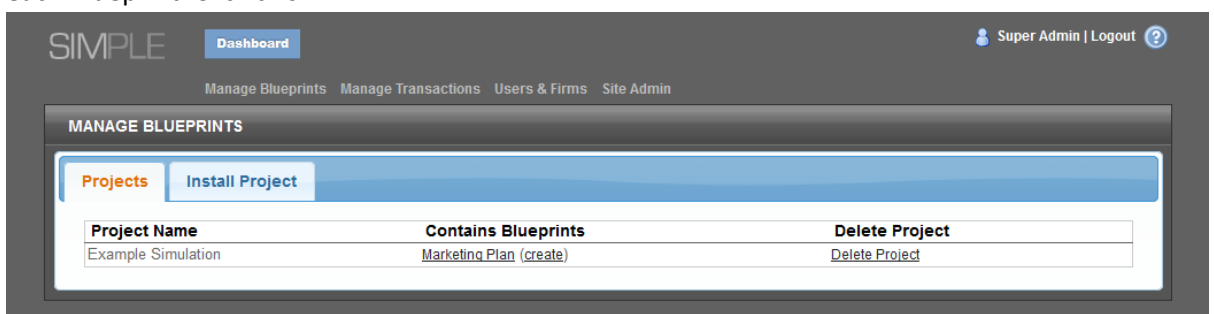 SIMPLE Dashboard Super Admin | Logout ?
Manage Blueprints Manage Transactions Users & Firms Site Admin
MANAGE BLUEPRINTS
Projects Install Project
Project Name Contains Blueprints Delete Project
Example Simulation Marketing Plan (create) Delete Project